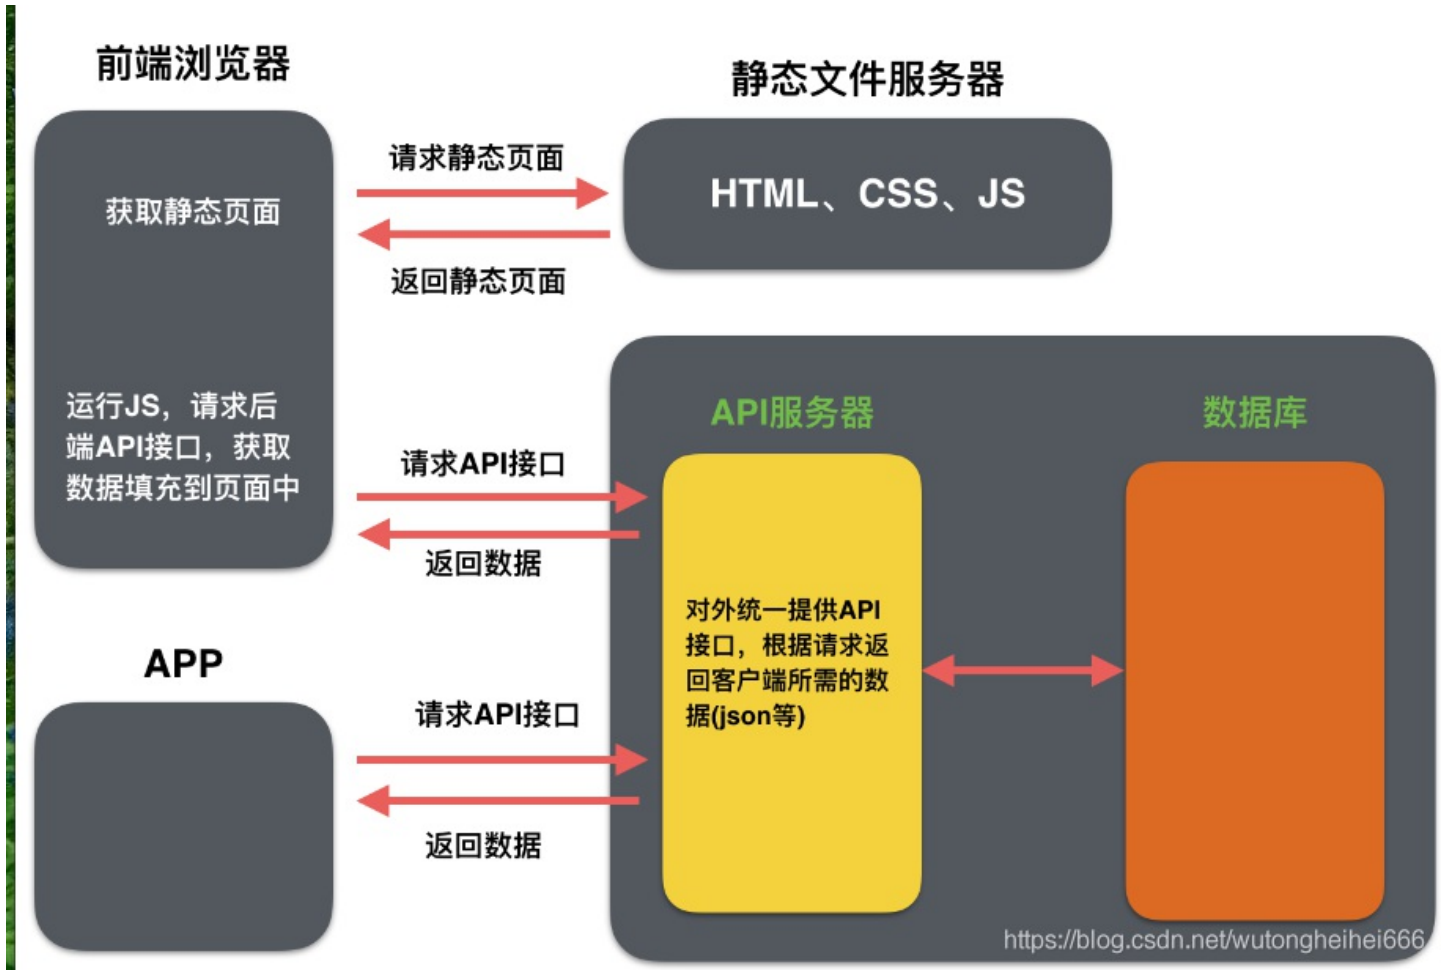 前端浏览器
静态文件服务器
请求静态页面
获取静态页面
HTML、CSS、JS
返回静态页面
运行JS，请求后
端API接口，获取
数据填充到页面中
API服务器
数据库
请求API接口
返回数据
对外统一提供API
接口，根据请求返
回客户端所需的数
据(json等)
APP
请求API接口
返回数据
https://blog.csdn.net/wutongheihei666